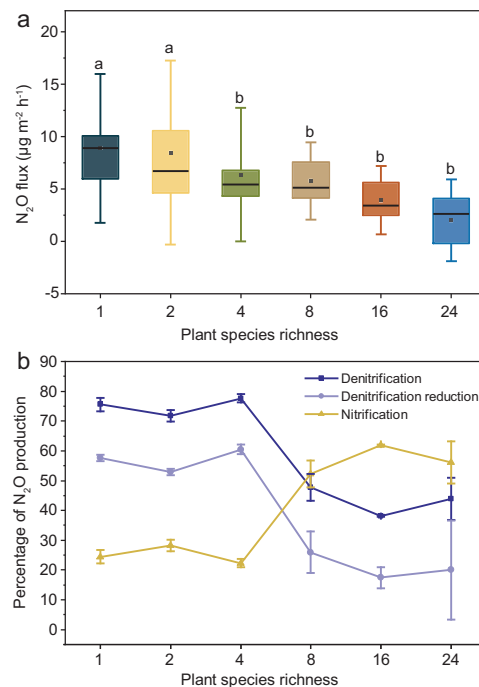 a
N₂O flux (µg m⁻² h⁻¹)
20
15
10
5
0
-5
a
a
b
b
b
b
1 2 4 8 16 24
Plant species richness
b
Percentage of N₂O production
90
80
70
60
50
40
30
20
10
0
Denitrification
Denitrification reduction
Nitrification
1 2 4 8 16 24
Plant species richness